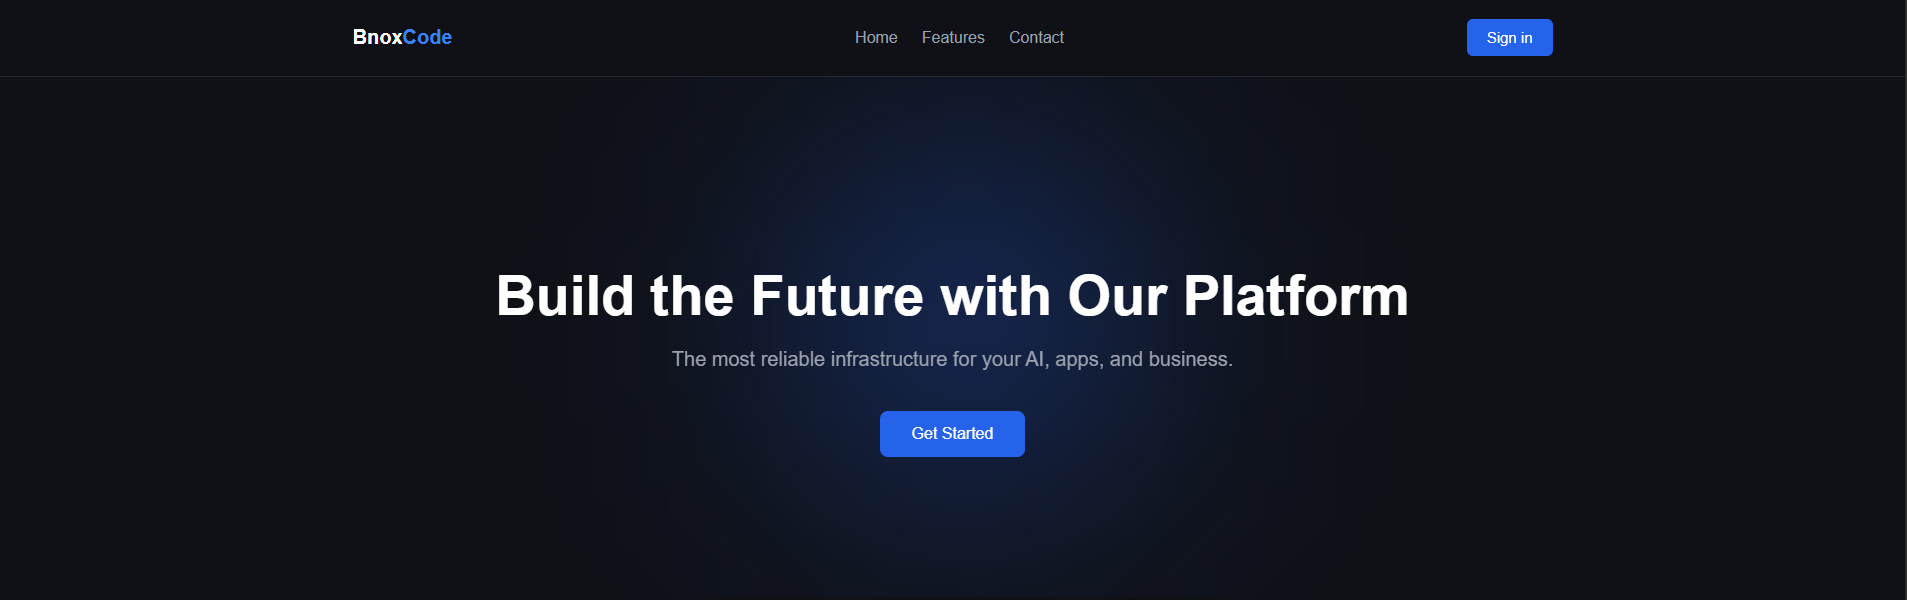 BnoxCode
Home Features Contact
Sign in
Build the Future with Our Platform
The most reliable infrastructure for your AI, apps, and business.
Get Started